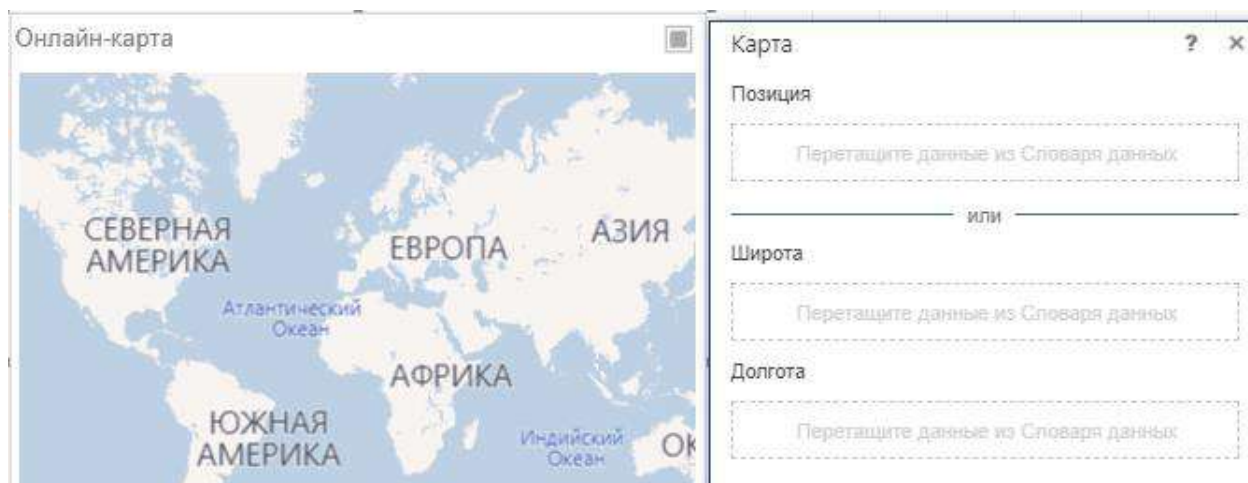 Онлайн-карта
СЕВЕРНАЯ
АМЕРИКА
ЕВРОПА
АЗИЯ
Атлантический
Океан
АФРИКА
ЮЖНАЯ
АМЕРИКА
Индийский
Океан
ОК
Карта ? ×
Позиция
Перетащите данные из Словаря данных
или
Широта
Перетащите данные из Словаря данных
Долгота
Перетащите данные из Словаря данных